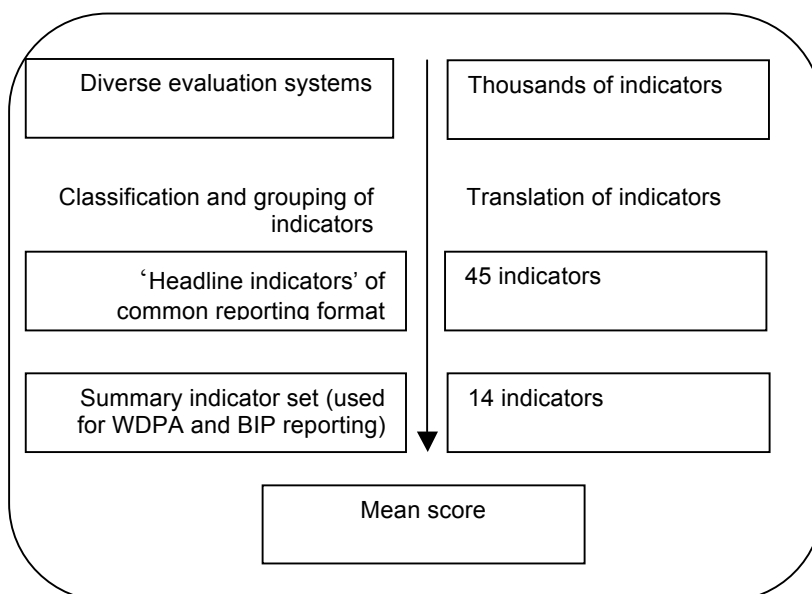 Diverse evaluation systems
Thousands of indicators
Classification and grouping of
indicators
Translation of indicators
‘Headline indicators’ of
common reporting format
45 indicators
Summary indicator set (used
for WDPA and BIP reporting)
14 indicators
Mean score